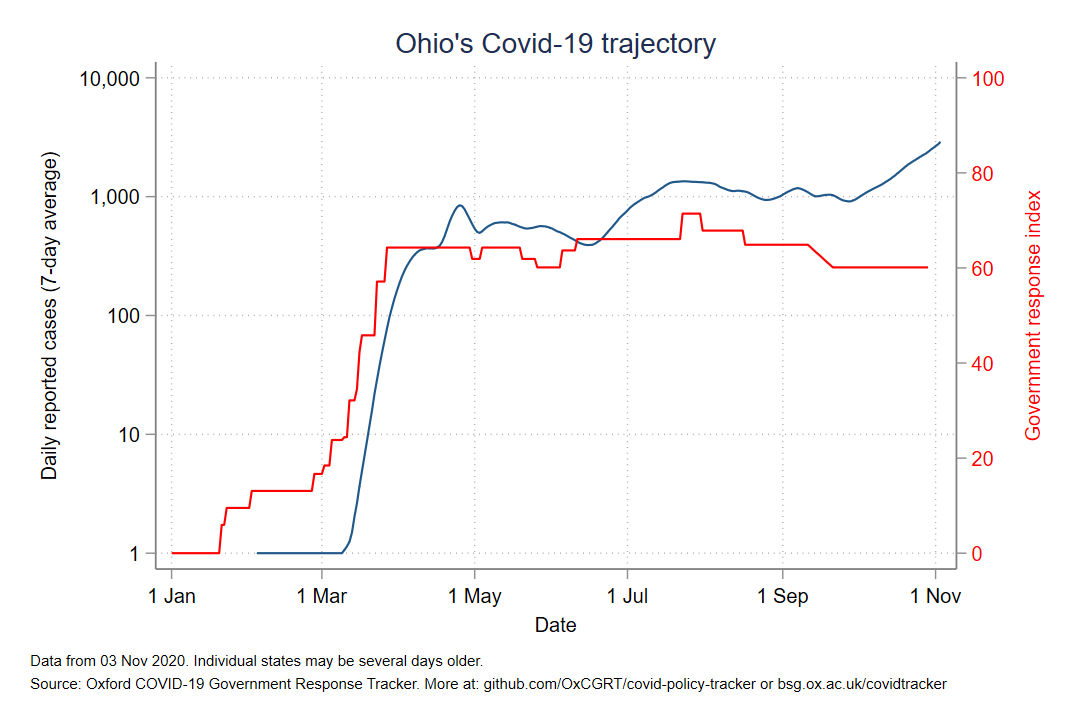 Ohio's Covid-19 trajectory
10,000
1,000
100
10
1
Daily reported cases (7-day average)
100
80
60
40
20
0
Government response index
1 Jan
1 Mar
1 May
1 Jul
1 Sep
1 Nov
Date
Data from 03 Nov 2020. Individual states may be several days older.
Source: Oxford COVID-19 Government Response Tracker. More at: github.com/OxCGRT/covid-policy-tracker or bsg.ox.ac.uk/covidtracker